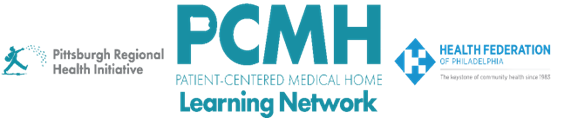 Pittsburgh Regional
Health Initiative
PCMH
PATIENT-CENTERED MEDICAL HOME
Learning Network
HEALTH FEDERATION
OF PHILADELPHIA
The keystone of community health since 1983